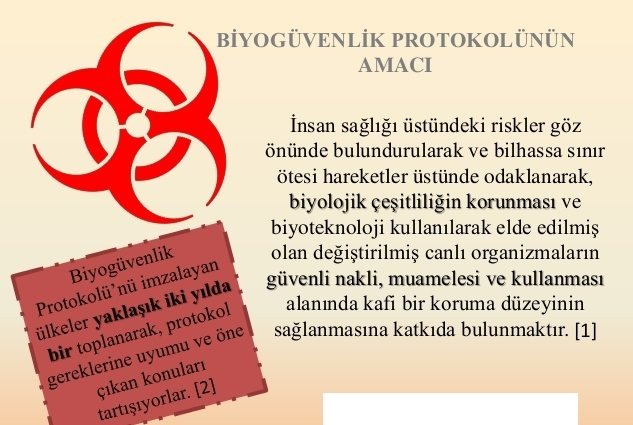 BİYOGÜVENLİK PROTOKOLÜNÜN
AMACI
İnsan sağlığı üstündeki riskler göz
önünde bulundurularak ve bilhassa sınır
ötesi hareketler üstünde odaklanarak,
biyolojik çeşitliliğin korunması ve
biyoteknoloji kullanılarak elde edilmiş
olan değiştirilmiş canlı organizmaların
güvenli nakli, muamelesi ve kullanması
alanında kafi bir koruma düzeyinin
sağlanmasına katkıda bulunmaktır. [1]
Biyogüvenlik
Protokolü’nü imzalayan
ülkeler yaklaşık iki yılda
bir toplanarak, protokol
gereklerine uyumu ve öne
çıkan konuları
tartışıyorlar. [2]